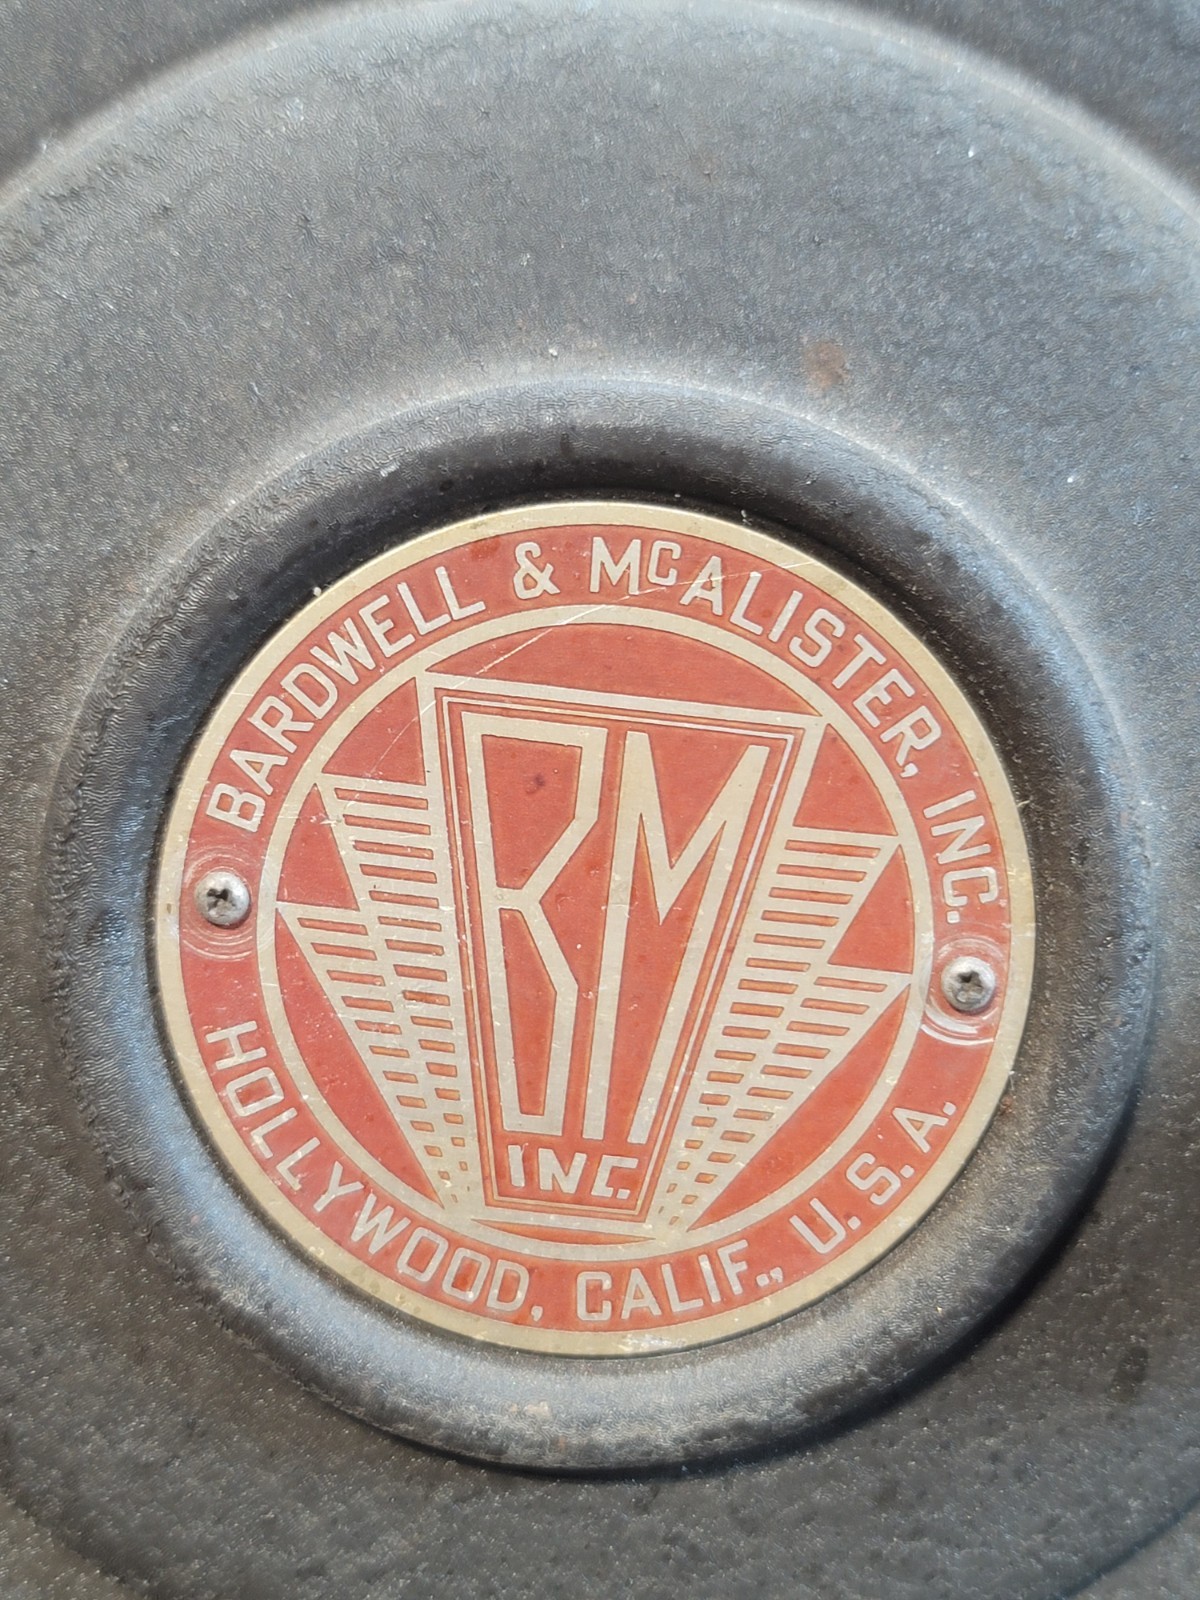 BARDWELL & MCALISTER, INC.
BM
INC.
HOLLYWOOD, CALIF., U.S.A.